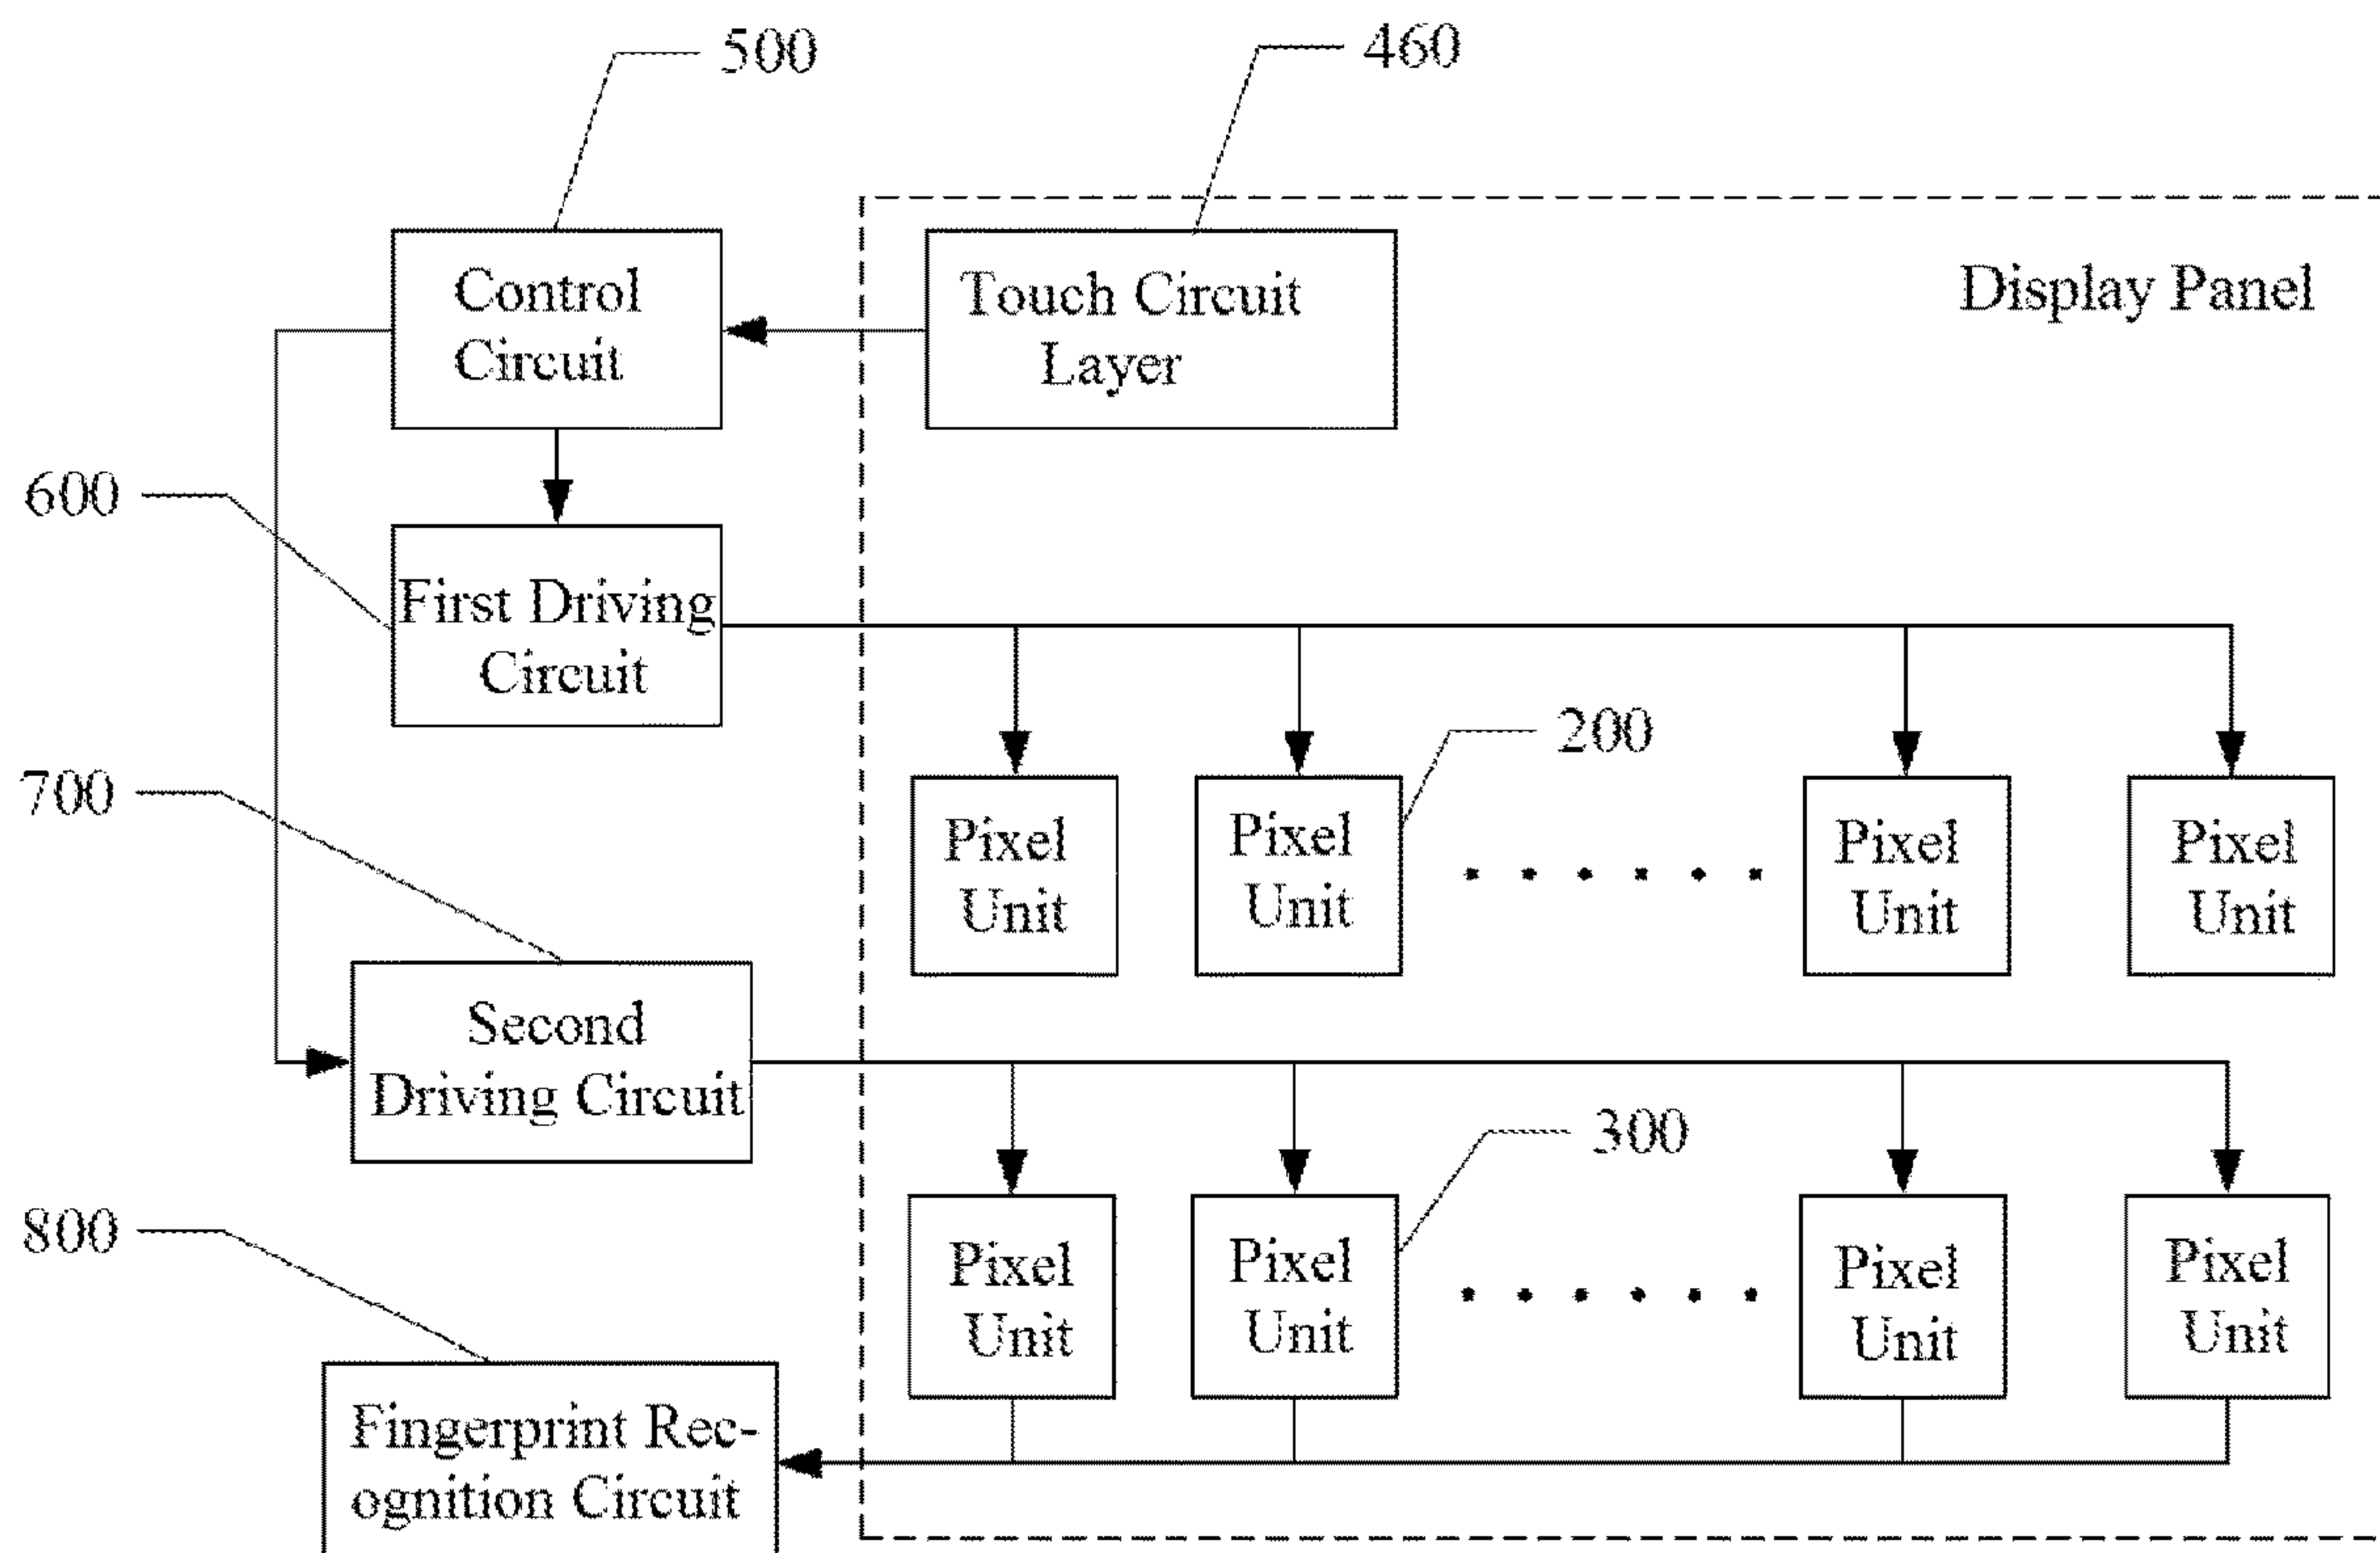 500
460
Control
Circuit
Touch Circuit
Layer
Display Panel
600
First Driving
Circuit
200
700
Pixel
Unit
Pixel
Unit
Pixel
Unit
Pixel
Unit
Second
Driving Circuit
300
800
Pixel
Unit
Pixel
Unit
Pixel
Unit
Pixel
Unit
Fingerprint Rec-
ognition Circuit